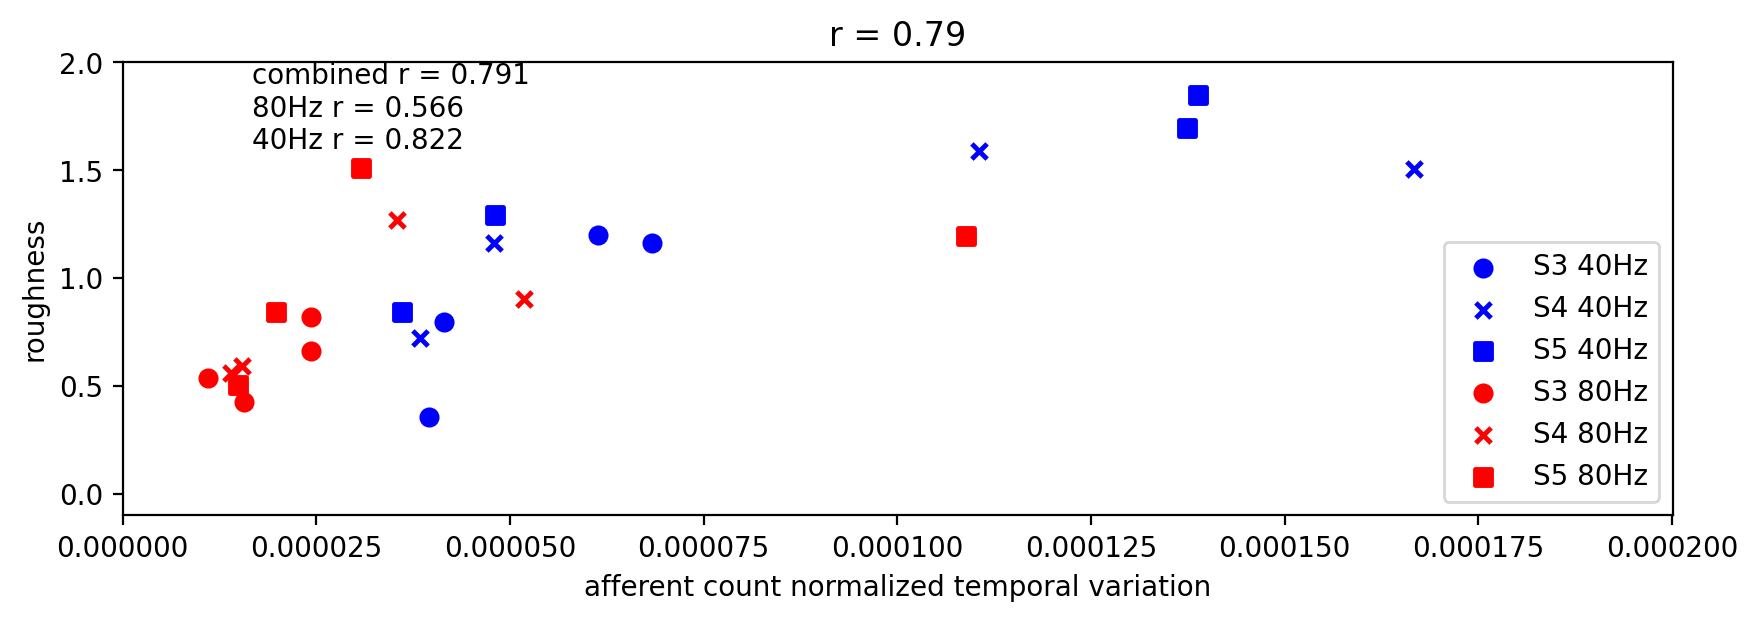 r = 0.79
combined r = 0.791
80Hz r = 0.566
40Hz r = 0.822
2.0
1.5
1.0
0.5
0.0
roughness
S3 40Hz
S4 40Hz
S5 40Hz
S3 80Hz
S4 80Hz
S5 80Hz
0.000000 0.000025 0.000050 0.000075 0.000100 0.000125 0.000150 0.000175 0.000200
afferent count normalized temporal variation